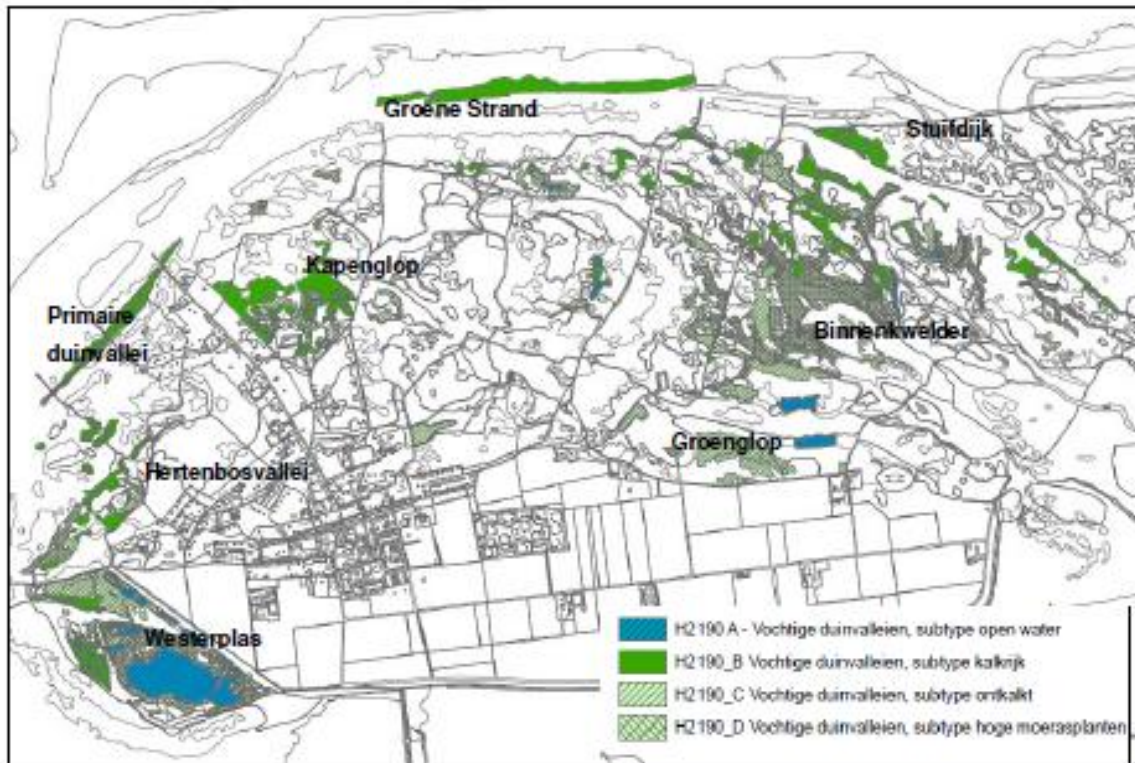 Groene Strand
Stuifdijk
Kapenglop
Primaire
duinvallei
Binnenkwelder
Groenglop
Hertenbosvallei
Westerplas
H2190 A - Vochtige duinvalleien, subtype open water
H2190_B Vochtige duinvalleien, subtype kalkrijk
H2190_C Vochtige duinvalleien, subtype ontkalkt
H2190_D Vochtige duinvalleien, subtype hoge moerasplanten